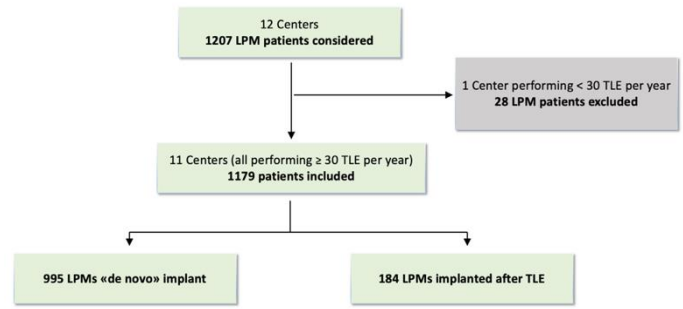 12 Centers
1207 LPM patients considered
1 Center performing < 30 TLE per year
28 LPM patients excluded
11 Centers (all performing ≥ 30 TLE per year)
1179 patients included
995 LPMs «de novo» implant
184 LPMs implanted after TLE